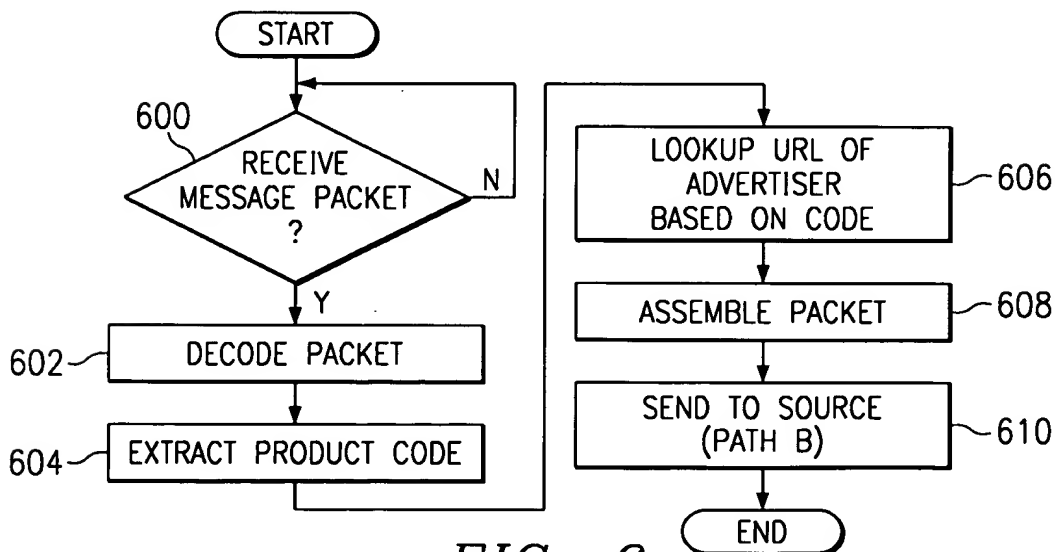 START
600
RECEIVE
MESSAGE PACKET
?
N
Y
602
DECODE PACKET
604
EXTRACT PRODUCT CODE
LOOKUP URL OF
ADVERTISER
BASED ON CODE
606
ASSEMBLE PACKET
608
SEND TO SOURCE
(PATH B)
610
END